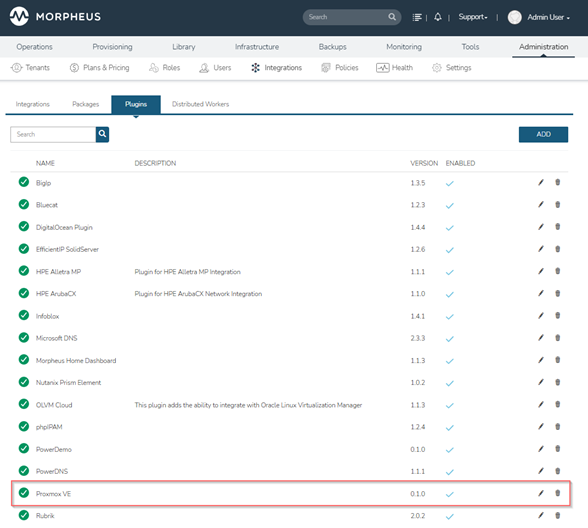 MORPHEUS
Search
Support
Admin User
Operations Provisioning Library Infrastructure Backups Monitoring Tools Administration
Tenants Plans & Pricing Roles Users Integrations Policies Health Settings
Integrations Packages Plugins Distributed Workers
Search
ADD
NAME DESCRIPTION VERSION ENABLED
BigIp 1.3.5
Bluecat 1.2.3
DigitalOcean Plugin 1.4.4
EfficientIP SolidServer 1.2.6
HPE Alletra MP Plugin for HPE Alletra MP Integration 1.1.1
HPE ArubaCX Plugin for HPE ArubaCX Network Integration 1.1.0
Infoblox 1.4.1
Microsoft DNS 2.3.3
Morpheus Home Dashboard 1.1.3
Nutanix Prism Element 1.0.2
OLVM Cloud This plugin adds the ability to integrate with Oracle Linux Virtualization Manager 1.1.3
phpIPAM 1.2.4
PowerDemo 0.1.0
PowerDNS 1.1.1
Proxmox VE 0.1.0
Rubrik 2.0.2